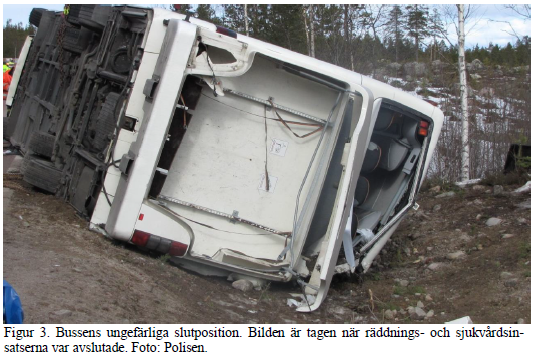 Figur 3. Bussens ungefärliga slutposition. Bilden är tagen när räddnings- och sjukvårdsin-
satserna var avslutade. Foto: Polisen.